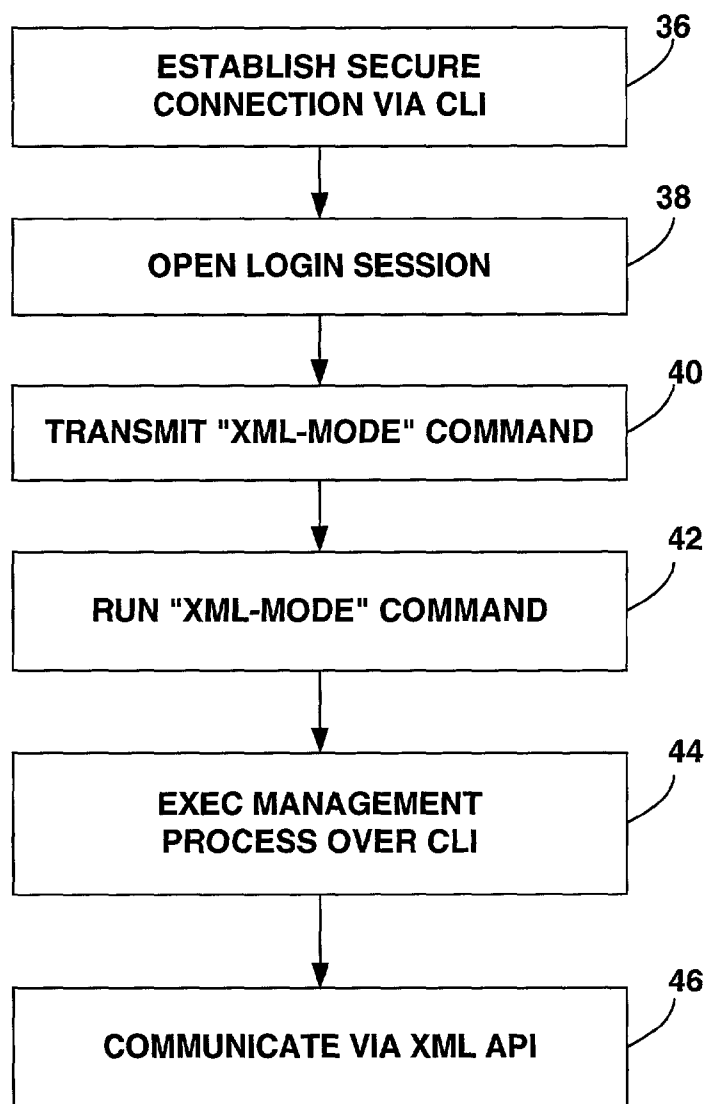 36
ESTABLISH SECURE
CONNECTION VIA CLI
38
OPEN LOGIN SESSION
40
TRANSMIT "XML-MODE" COMMAND
42
RUN "XML-MODE" COMMAND
44
EXEC MANAGEMENT
PROCESS OVER CLI
46
COMMUNICATE VIA XML API